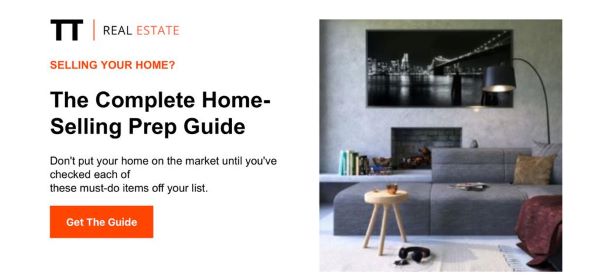 TT | REAL ESTATE
SELLING YOUR HOME?
The Complete Home-
Selling Prep Guide
Don't put your home on the market until you've
checked each of
these must-do items off your list.
Get The Guide